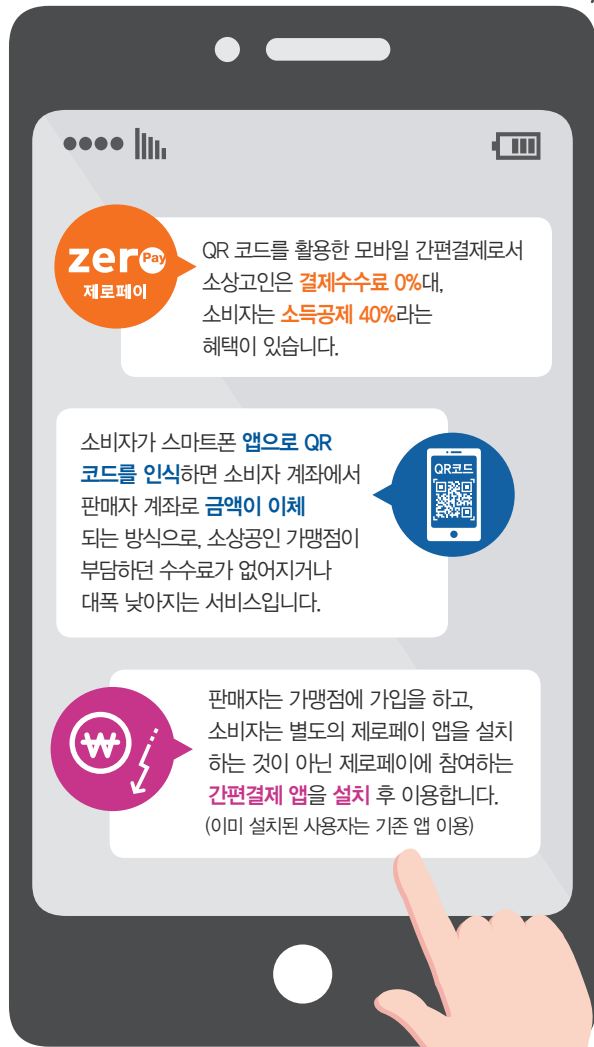 zero Pay
제로페이
QR 코드를 활용한 모바일 간편결제로서
소상고인은 결제수수료 0%대,
소비자는 소득공제 40%라는
혜택이 있습니다.
소비자가 스마트폰 앱으로 QR
코드를 인식하면 소비자 계좌에서
판매자 계좌로 금액이 이체
되는 방식으로, 소상공인 가맹점이
부담하던 수수료가 없어지거나
대폭 낮아지는 서비스입니다.
QR코드
판매자는 가맹점에 가입을 하고,
소비자는 별도의 제로페이 앱을 설치
하는 것이 아닌 제로페이에 참여하는
간편결제 앱을 설치 후 이용합니다.
(이미 설치된 사용자는 기존 앱 이용)